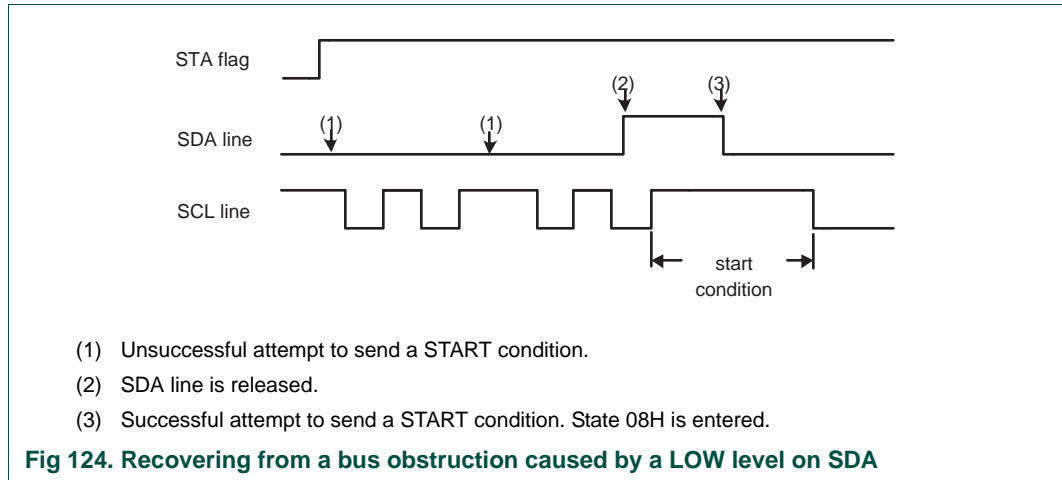 STA flag
(2) (3)
(1) (1)
SDA line
SCL line
start
condition
(1) Unsuccessful attempt to send a START condition.
(2) SDA line is released.
(3) Successful attempt to send a START condition. State 08H is entered.
Fig 124. Recovering from a bus obstruction caused by a LOW level on SDA